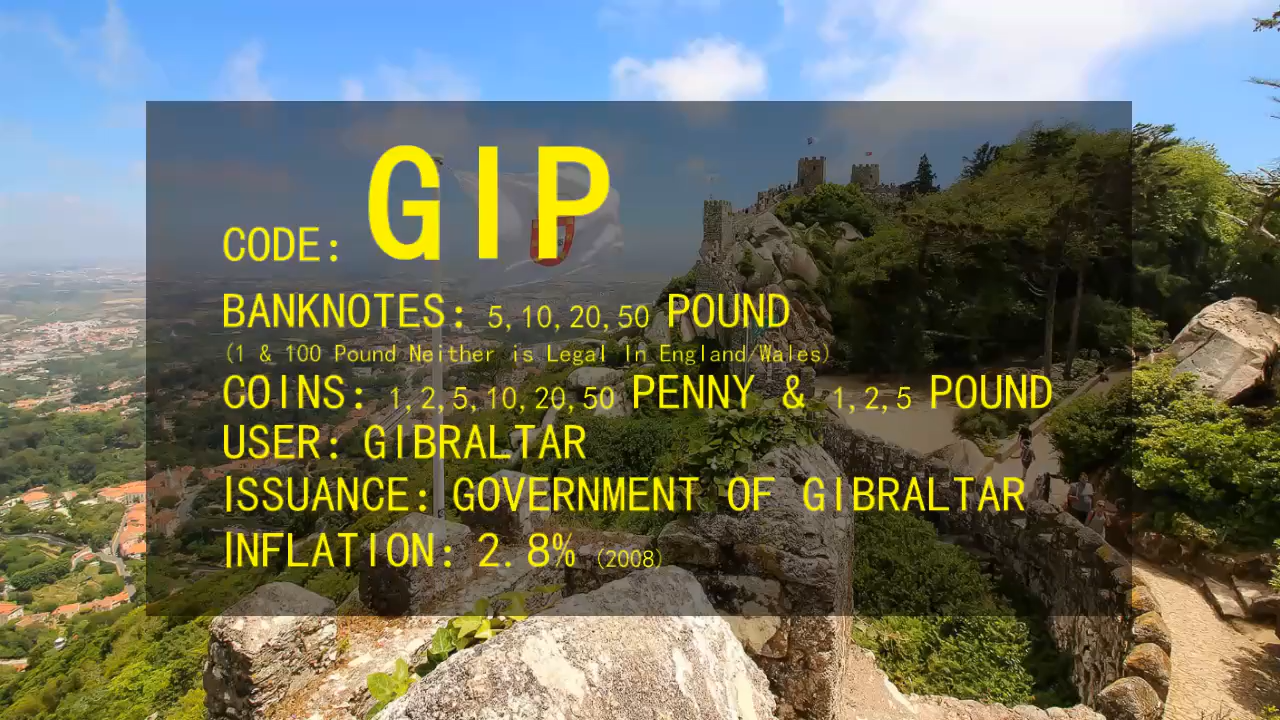 CODE: GIP
BANKNOTES: 5,10,20,50 POUND
(1 & 100 Pound Neither is Legal In England/Wales)
COINS: 1,2,5,10,20,50 PENNY & 1,2,5 POUND
USER: GIBRALTAR
ISSUANCE: GOVERNMENT OF GIBRALTAR
INFLATION: 2.8% (2008)